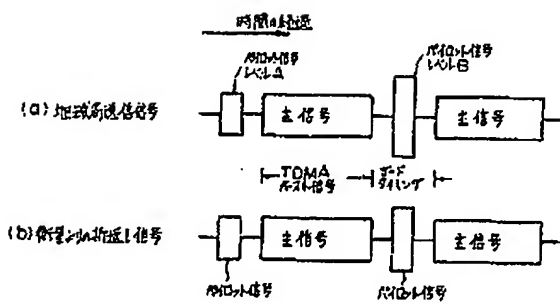 時間の経過
パイロット信号
レベルA
パイロット信号
レベルB
(a) 地球局送信信号
主信号
主信号
TDMA
バースト信号
ガード
タイミング
(b) 衛星よりの折返し信号
主信号
主信号
パイロット信号
パイロット信号